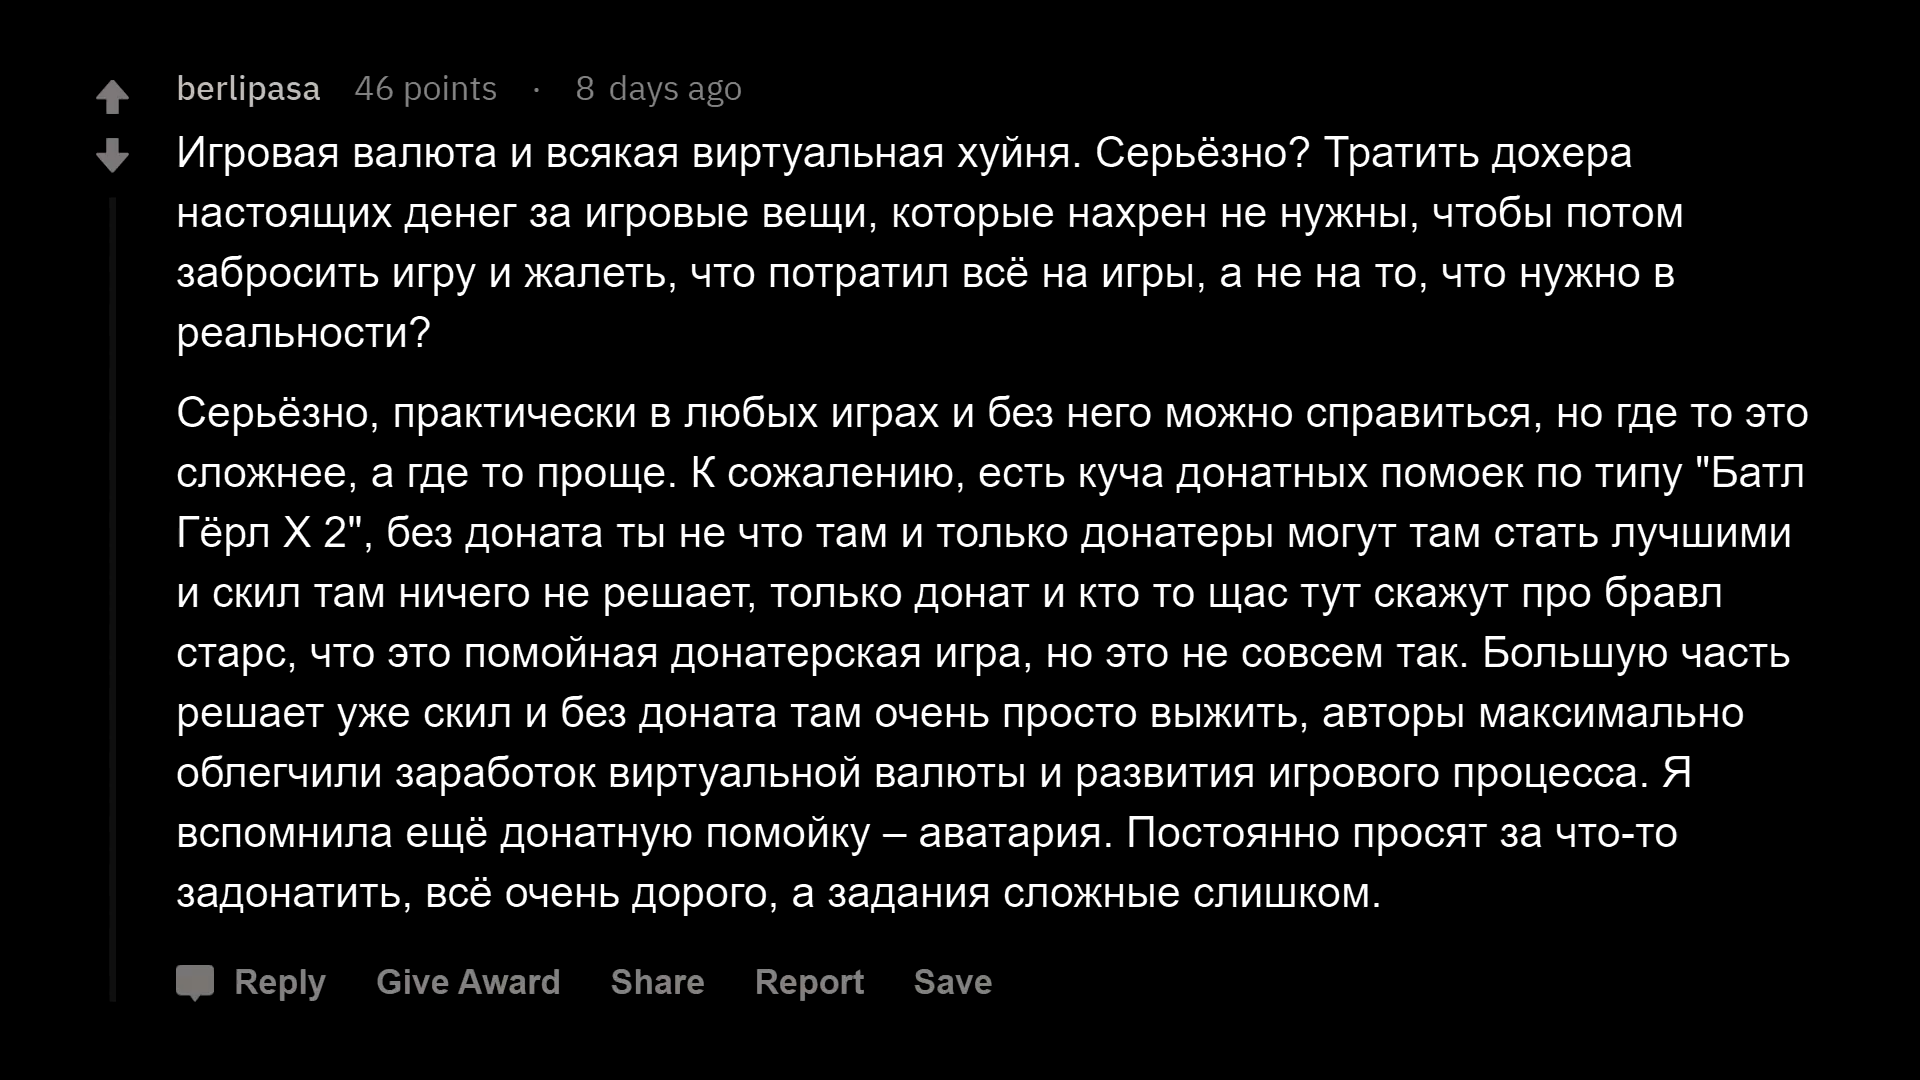 berlipasa 46 points · 8 days ago
Игровая валюта и всякая виртуальная хуйня. Серьёзно? Тратить дохера
настоящих денег за игровые вещи, которые нахрен не нужны, чтобы потом
забросить игру и жалеть, что потратил всё на игры, а не на то, что нужно в
реальности?
Серьёзно, практически в любых играх и без него можно справиться, но где то это
сложнее, а где то проще. К сожалению, есть куча донатных помоек по типу "Батл
Гёрл Х 2", без доната ты не что там и только донатеры могут там стать лучшими
и скил там ничего не решает, только донат и кто то щас тут скажут про бравл
старс, что это помойная донатерская игра, но это не совсем так. Большую часть
решает уже скил и без доната там очень просто выжить, авторы максимально
облегчили заработок виртуальной валюты и развития игрового процесса. Я
вспомнила ещё донатную помойку – аватария. Постоянно просят за что-то
задонатить, всё очень дорого, а задания сложные слишком.
Reply Give Award Share Report Save